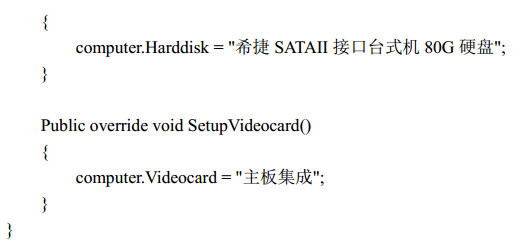 {
computer.Harddisk = "希捷 SATAII 接口台式机 80G 硬盘";
}
Public override void SetupVideocard()
{
computer.Videocard = "主板集成";
}
}